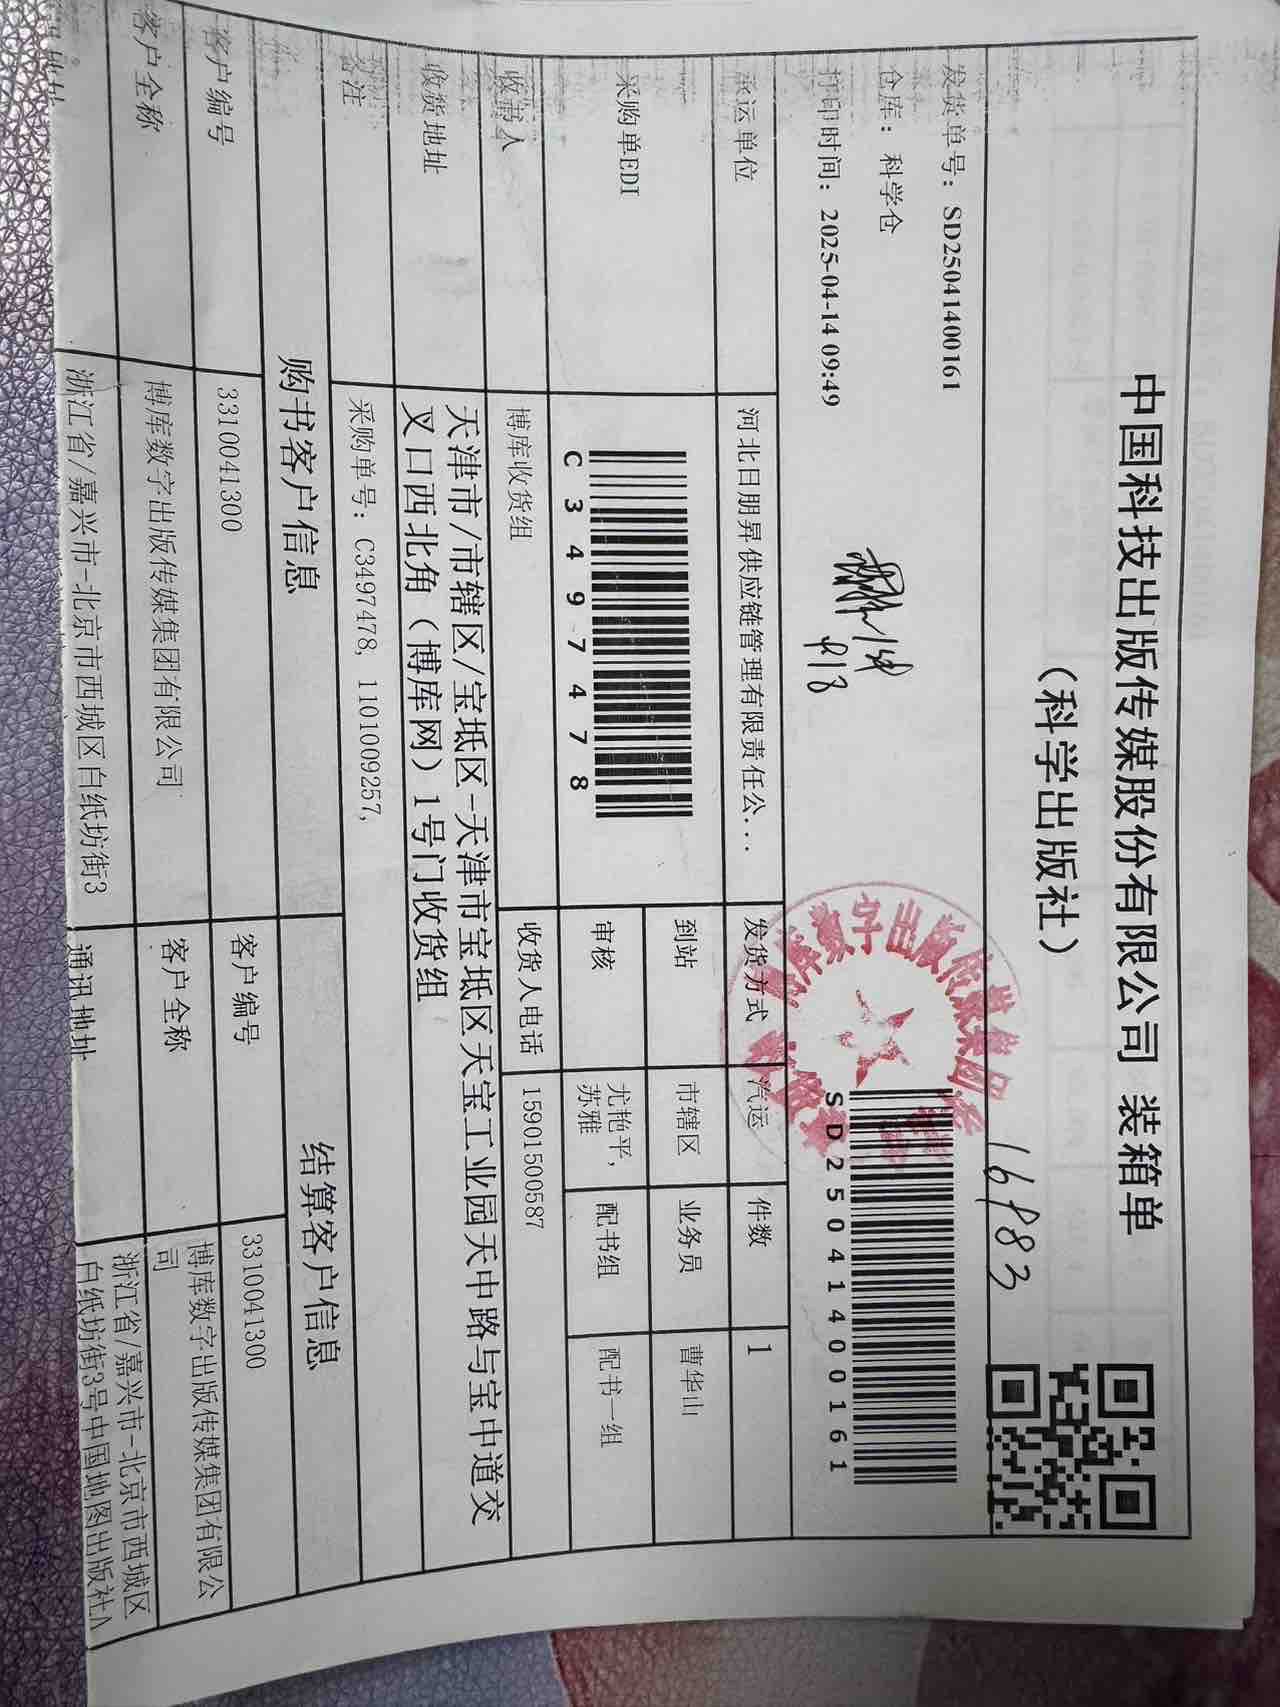 中国科技出版传媒股份有限公司 装箱单
（科学出版社）
16983
发货单号：SD25041400161
仓库：科学仓
打印时间：2025-04-14 09:49
4/8
SD25041400161
承运单位 河北日朋昇供应链管理有限责任公... 发货方式 汽运 件数 1
采购单EDI C3497478 到站 市辖区 业务员 曹华山
审核 尤艳平，苏雅 配书组 配书一组
收书人 博库收货组 收货人电话 15901500587
收货地址 天津市/市辖区/宝坻区-天津市宝坻区天宝工业园天中路与宝中道交
叉口西北角（博库网）1号门收货组
备注 采购单号：C3497478, 1101009257,
购书客户信息 结算客户信息
客户编号 3310041300 客户编号 3310041300
客户全称 博库数字出版传媒集团有限公司 客户全称 博库数字出版传媒集团有限公
司
浙江省/嘉兴市-北京市西城区白纸坊街3 通讯地址 浙江省/嘉兴市-北京市西城区
白纸坊街3号中国地图出版社